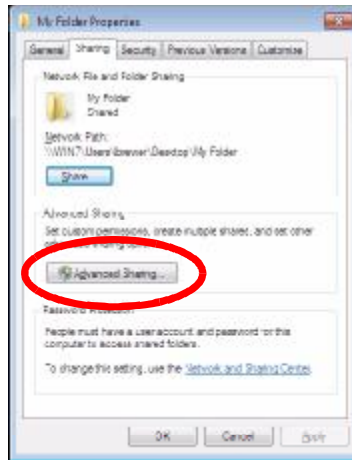 My Folder Properties
General Sharing Security Previous Versions Customize
Network File and Folder Sharing
My Folder
Shared
Network Path:
\\WIN7\Users\brewer\Desktop\My Folder
Share
Advanced Sharing
Set custom permissions, create multiple shares, and set other
Advanced Sharing...
Password Protection
People must have a user account and password for this
computer to access shared folders.
To change this setting, use the Network and Sharing Center.
OK Cancel Apply